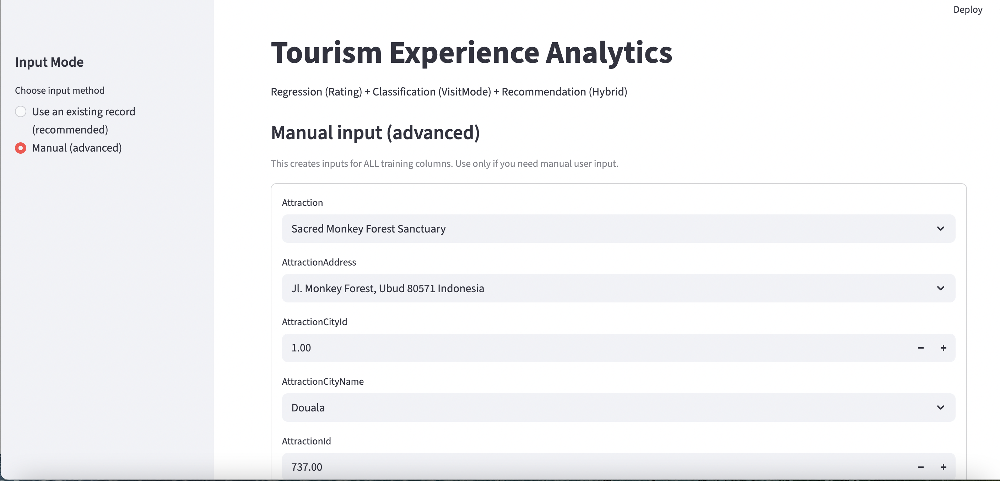 Deploy
Input Mode
Choose input method
Use an existing record
(recommended)
Manual (advanced)
Tourism Experience Analytics
Regression (Rating) + Classification (VisitMode) + Recommendation (Hybrid)
Manual input (advanced)
This creates inputs for ALL training columns. Use only if you need manual user input.
Attraction
Sacred Monkey Forest Sanctuary
AttractionAddress
Jl. Monkey Forest, Ubud 80571 Indonesia
AttractionCityId
1.00
AttractionCityName
Douala
AttractionId
737.00